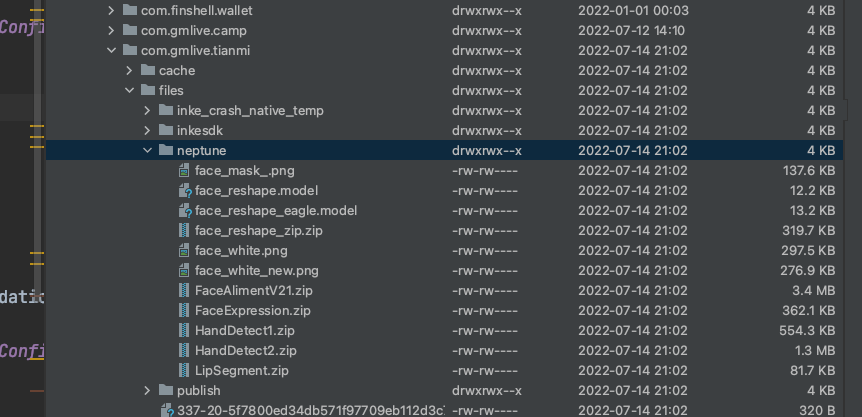 com.finshell.wallet drwxrwx--x 2022-01-01 00:03 4 KB
Confi com.gmlive.camp drwxrwx--x 2022-07-12 14:10 4 KB
com.gmlive.tianmi drwxrwx--x 2022-07-14 21:02 4 KB
cache drwxrwx--x 2022-07-14 21:02 4 KB
files drwxrwx--x 2022-07-14 21:02 4 KB
inke_crash_native_temp drwxrwx--x 2022-07-14 21:02 4 KB
inkesdk drwxrwx--x 2022-07-14 21:02 4 KB
neptune drwxrwx--x 2022-07-14 21:02 4 KB
face_mask_.png -rw-rw---- 2022-07-14 21:02 137.6 KB
face_reshape.model -rw-rw---- 2022-07-14 21:02 12.2 KB
face_reshape_eagle.model -rw-rw---- 2022-07-14 21:02 13.2 KB
face_reshape_zip.zip -rw-rw---- 2022-07-14 21:02 319.7 KB
face_white.png -rw-rw---- 2022-07-14 21:02 297.5 KB
face_white_new.png -rw-rw---- 2022-07-14 21:02 276.9 KB
FaceAlimentV21.zip -rw-rw---- 2022-07-14 21:02 3.4 MB
datic
FaceExpression.zip -rw-rw---- 2022-07-14 21:02 362.1 KB
HandDetect1.zip -rw-rw---- 2022-07-14 21:02 554.3 KB
Confi HandDetect2.zip -rw-rw---- 2022-07-14 21:02 1.3 MB
LipSegment.zip -rw-rw---- 2022-07-14 21:02 81.7 KB
publish drwxrwx--x 2022-07-14 21:02 4 KB
337-20-5f7800ed34db571f97709eb112d3c -rw-rw---- 2022-07-14 21:02 320 B